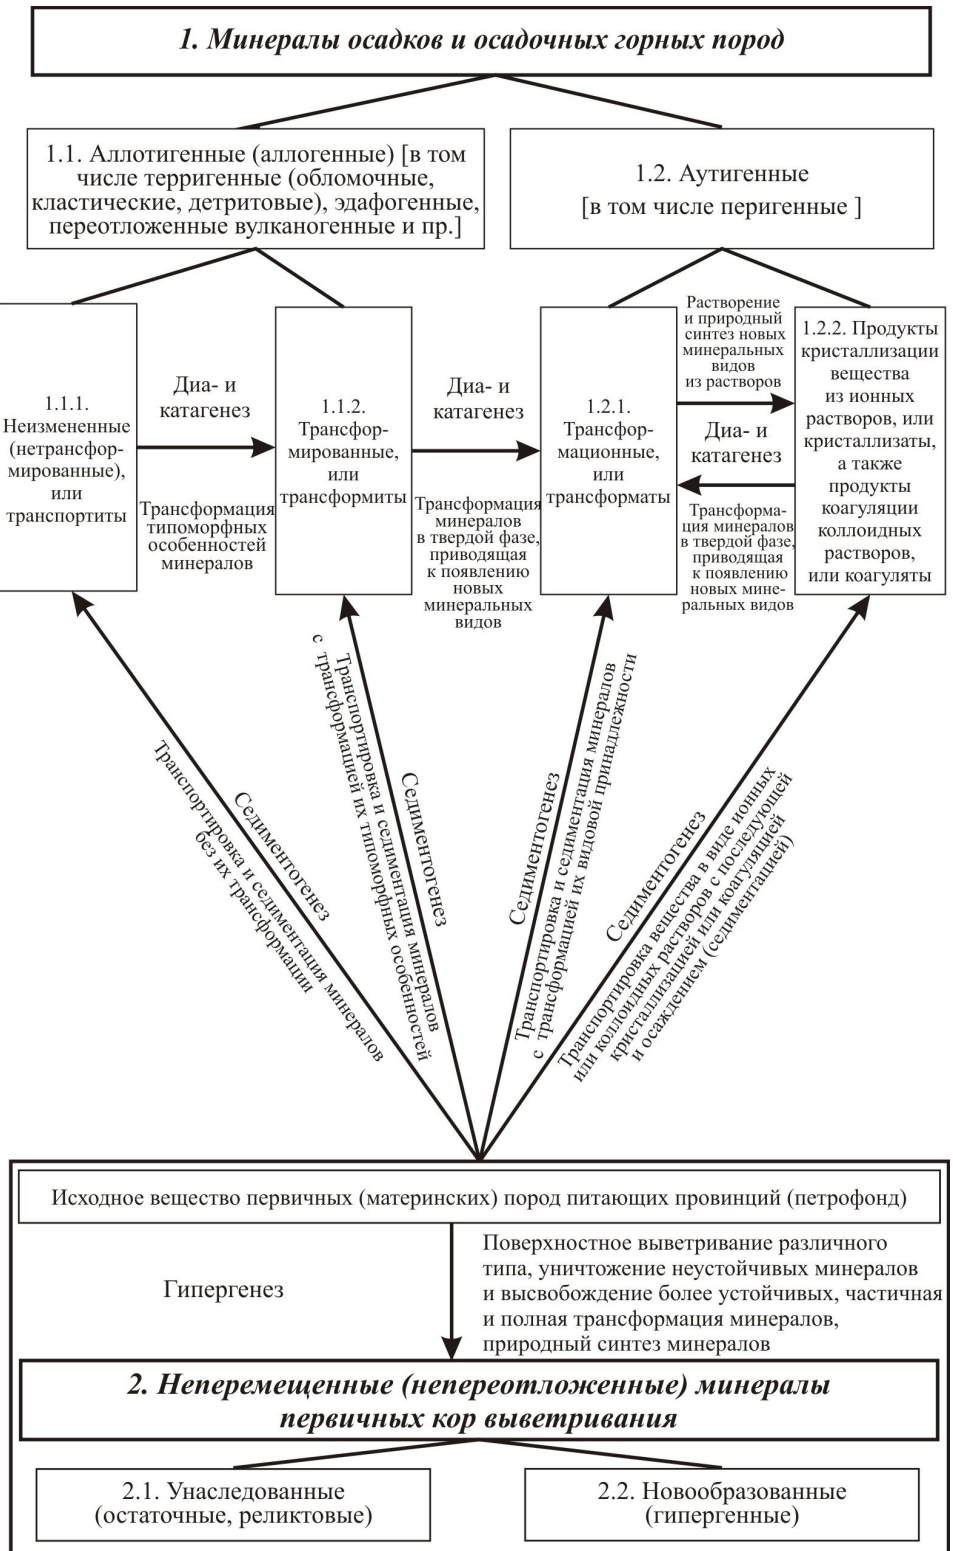 1. Минералы осадков и осадочных горных пород
1.1. Аллотигенные (аллогенные) [в том
числе терригенные (обломочные,
кластические, детритовые), эдафогенные,
переотложенные вулканогенные и пр.]
1.2. Аутигенные
[в том числе перигенные ]
1.1.1.
Неизмененные
(нетрансфор-
мированные),
или
транспортиты
Диа- и
катагенез
Трансформация
типоморфных
особенностей
минералов
1.1.2.
Трансфор-
мированные,
или
трансформиты
Диа- и
катагенез
Трансформация
минералов
в твердой фазе,
приводящая
к появлению
новых
минеральных
видов
1.2.1.
Трансфор-
мационные,
или
трансформаты
Растворение
и природный
синтез новых
минеральных
видов
из растворов
Диа- и
катагенез
Трансформа-
ция минералов
в твердой фазе,
приводящая
к появлению
новых мине-
ральных видов
1.2.2. Продукты
кристаллизации
вещества
из ионных
растворов, или
кристаллизаты,
а также
продукты
коагуляции
коллоидных
растворов,
или коагуляты
Седиментогенез
Транспортировка и седиментация минералов
без их трансформации
Седиментогенез
Транспортировка и седиментация минералов
с трансформацией их типоморфных особенностей
Седиментогенез
Транспортировка и седиментация минералов
с трансформацией их видовой принадлежности
Седиментогенез
Транспортировка вещества в виде ионных
или коллоидных растворов с последующей
кристаллизацией или коагуляцией
и осаждением (седиментацией)
Исходное вещество первичных (материнских) пород питающих провинций (петрофонд)
Гипергенез
Поверхностное выветривание различного
типа, уничтожение неустойчивых минералов
и высвобождение более устойчивых, частичная
и полная трансформация минералов,
природный синтез минералов
2. Неперемещенные (непереотложенные) минералы
первичных кор выветривания
2.1. Унаследованные
(остаточные, реликтовые)
2.2. Новообразованные
(гипергенные)